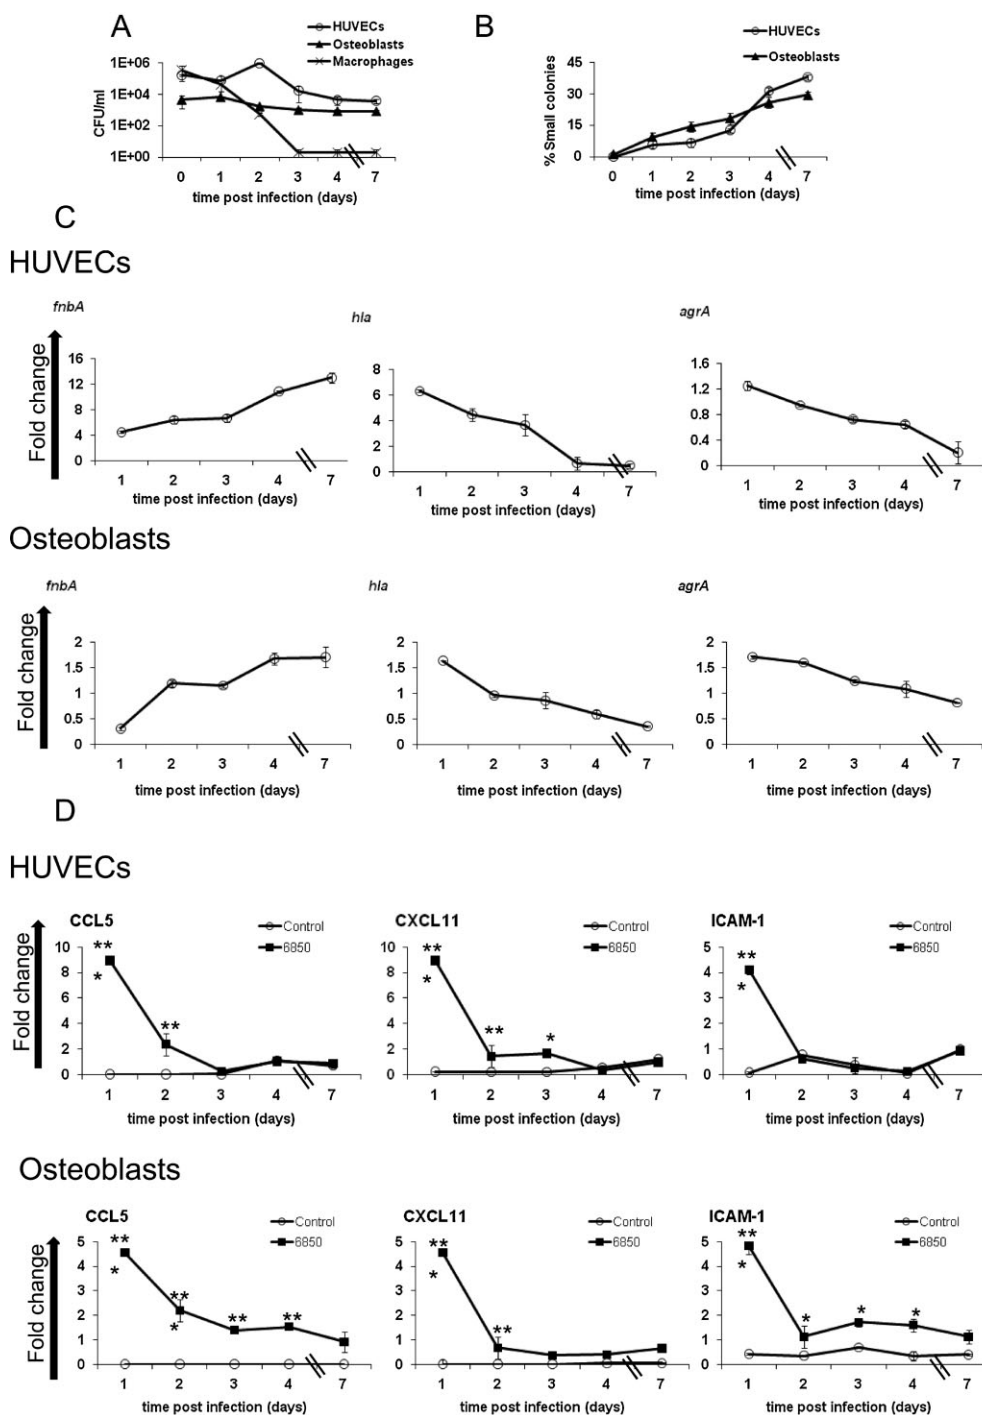 A
HUVECs
Osteoblasts
Macrophages
CFU/ml
1E+06
1E+04
1E+02
1E+00
0 1 2 3 4 7
time post infection (days)
B
HUVECs
Osteoblasts
% Small colonies
45
30
15
0
0 1 2 3 4 7
time post infection (days)
C
HUVECs
Fold change
fnbA
16
12
8
4
0
1 2 3 4 7
time post infection (days)
hla
8
6
4
2
0
1 2 3 4 7
time post infection (days)
agrA
1.6
1.2
0.8
0.4
0
1 2 3 4 7
time post infection (days)
Osteoblasts
Fold change
fnbA
2
1.5
1
0.5
0
1 2 3 4 7
time post infection (days)
hla
2
1.5
1
0.5
0
1 2 3 4 7
time post infection (days)
agrA
2
1.5
1
0.5
0
1 2 3 4 7
time post infection (days)
D
HUVECs
Fold change
CCL5
Control
6850
10
8
6
4
2
0
**
*
**
1 2 3 4 7
time post infection (days)
CXCL11
Control
6850
10
8
6
4
2
0
**
*
**
*
1 2 3 4 7
time post infection (days)
ICAM-1
Control
6850
5
4
3
2
1
0
**
*
1 2 3 4 7
time post infection (days)
Osteoblasts
Fold change
CCL5
Control
6850
5
4
3
2
1
0
**
*
**
*
**
**
1 2 3 4 7
time post infection (days)
CXCL11
Control
6850
5
4
3
2
1
0
**
*
**
1 2 3 4 7
time post infection (days)
ICAM-1
Control
6850
5
4
3
2
1
0
**
*
*
*
*
1 2 3 4 7
time post infection (days)